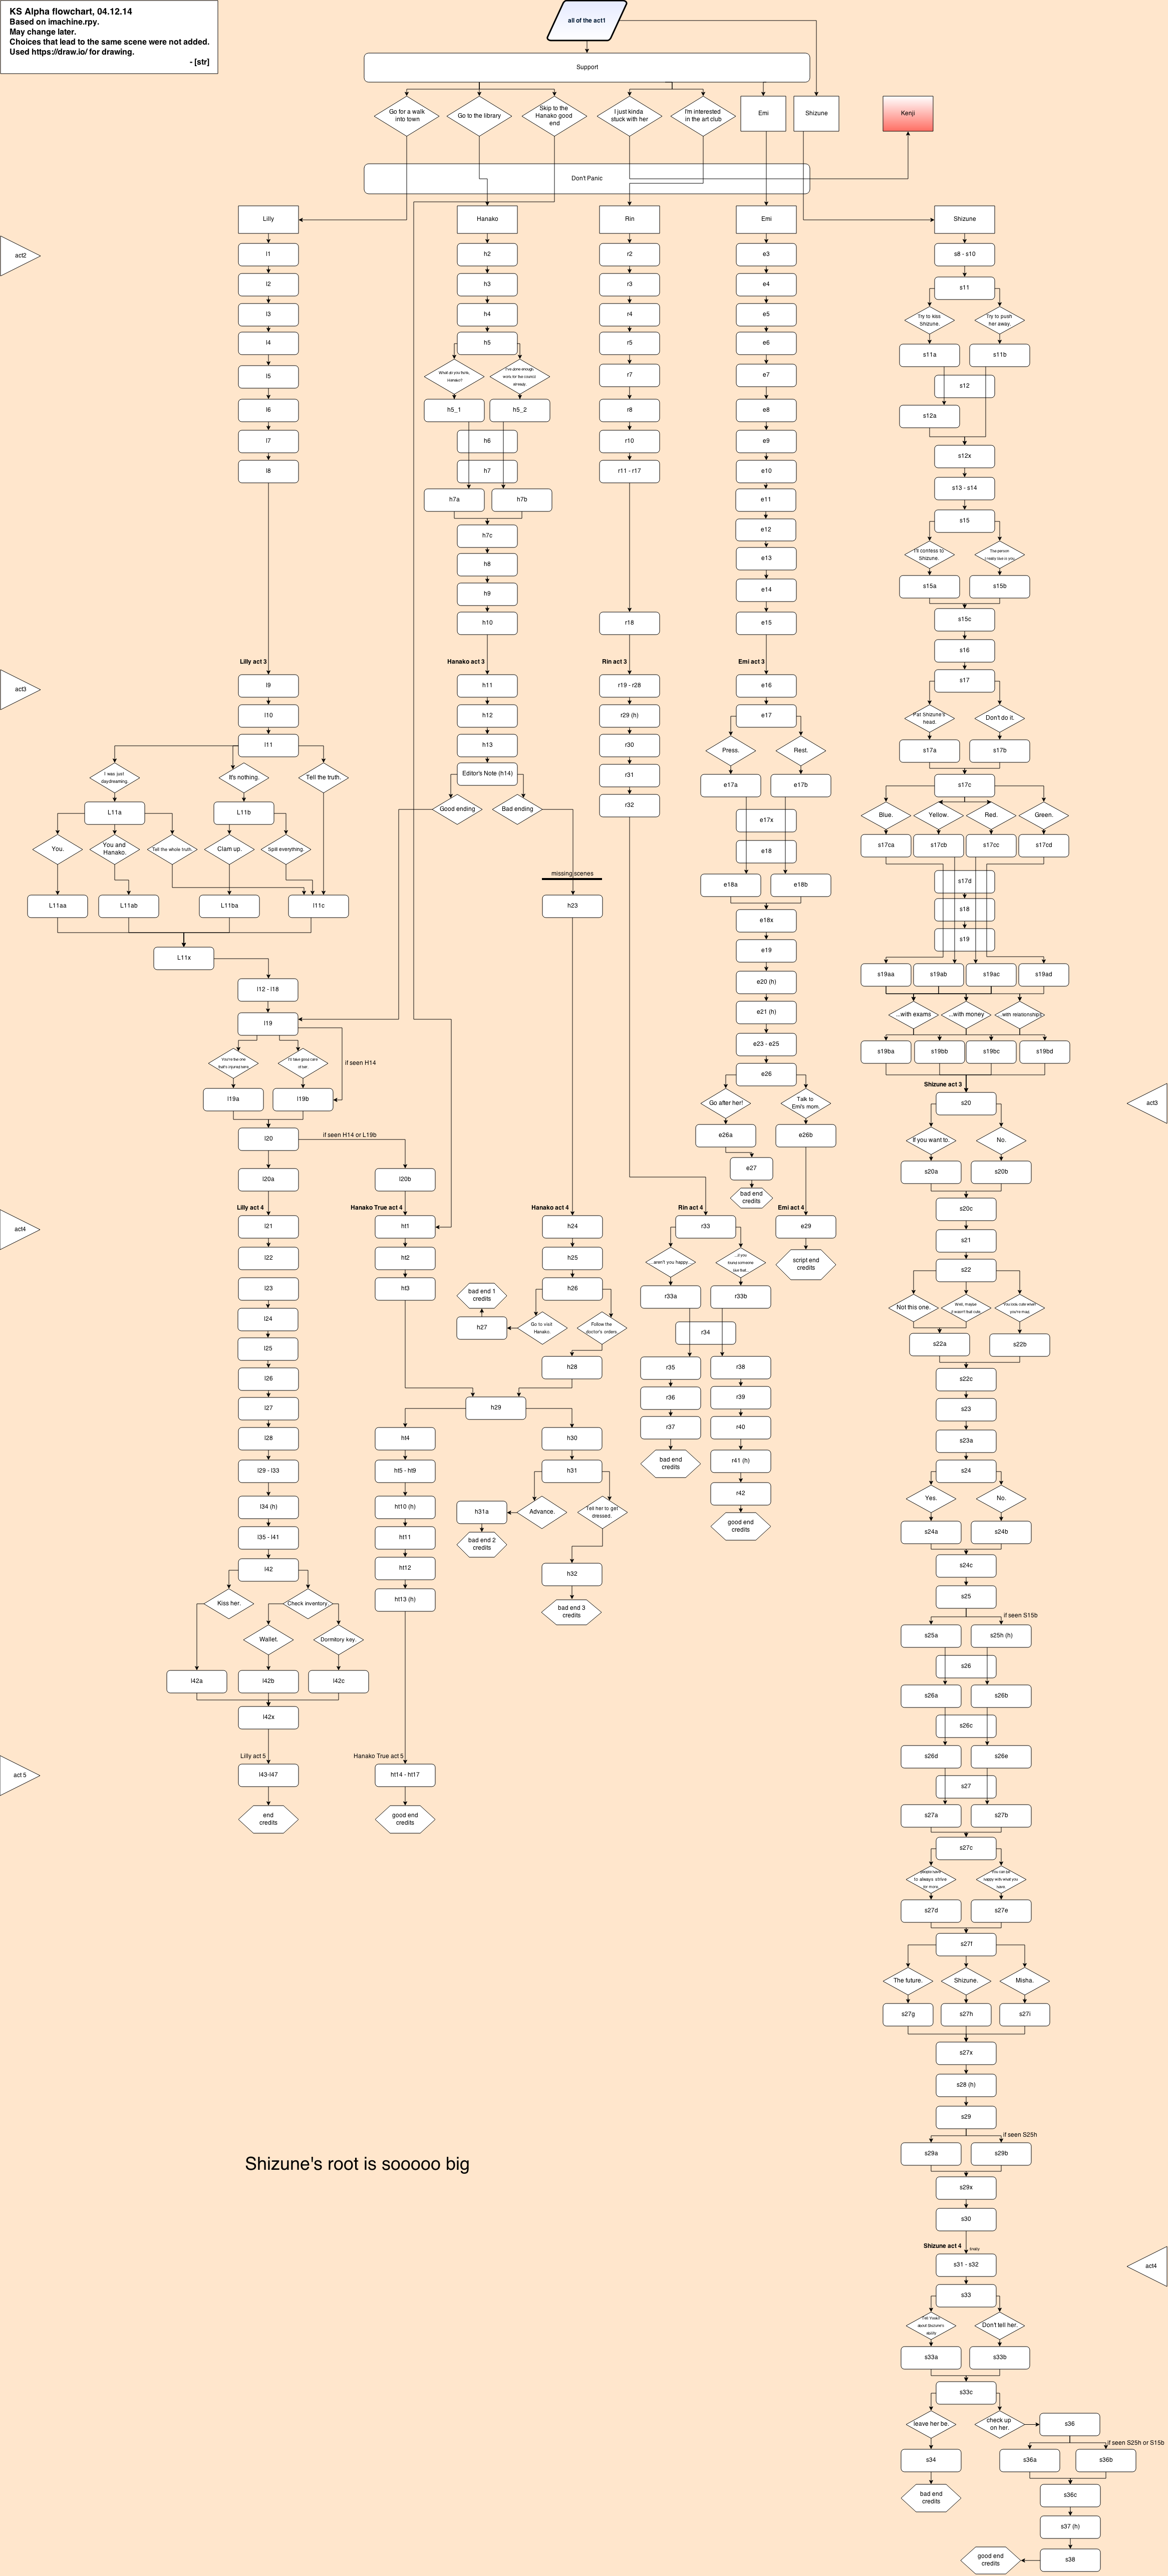 KS Alpha flowchart, 04.12.14
Based on imachine.rpy.
May change later.
Choices that lead to the same scene were not added.
Used https://draw.io/ for drawing.
- [str]
all of the act1
Support
Go for a walk
into town
Go to the library
Skip to the
Hanako good
end
I just kinda
stuck with her
I'm interested
in the art club
Emi
Shizune
Kenji
Don't Panic
Lilly
Hanako
Rin
Emi
Shizune
act2
l1
h2
r2
e3
s8 - s10
l2
h3
r3
e4
s11
l3
h4
r4
e5
Try to kiss
Shizune.
Try to push
her away.
l4
h5
r5
e6
s11a
s11b
l5
What do you think,
Hanako?
I've done enough
work for the council
already.
r7
e7
s12
l6
h5_1
h5_2
r8
e8
s12a
l7
h6
r10
e9
s12x
l8
h7
r11 - r17
e10
s13 - s14
h7a
h7b
e11
s15
h7c
e12
I'll confess to
Shizune.
The person
I really love is you.
h8
e13
s15a
s15b
h9
e14
s15c
h10
r18
e15
s16
Lilly act 3
Hanako act 3
Rin act 3
Emi act 3
act3
l9
h11
r19 - r28
e16
s17
l10
h12
r29 (h)
e17
Pat Shizune's
head.
Don't do it.
l11
h13
r30
Press.
Rest.
s17a
s17b
I was just
daydreaming.
It's nothing.
Tell the truth.
Editor's Note (h14)
r31
e17a
e17b
s17c
L11a
L11b
Good ending
Bad ending
r32
e17x
Blue.
Yellow.
Red.
Green.
You.
You and
Hanako.
Tell the whole truth.
Clam up.
Spill everything.
e18
s17ca
s17cb
s17cc
s17cd
missing scenes
e18a
e18b
s17d
L11aa
L11ab
L11ba
l11c
h23
e18x
s18
L11x
e19
s19
l12 - l18
e20 (h)
s19aa
s19ab
s19ac
s19ad
l19
e21 (h)
...with exams
...with money
...with relationships
You're the one
that's injured here.
I'll take good care
of her.
if seen H14
e23 - e25
s19ba
s19bb
s19bc
s19bd
e26
Shizune act 3
l19a
l19b
Go after her!
Talk to
Emi's mom.
s20
act3
l20
if seen H14 or L19b
e26a
e26b
If you want to.
No.
l20a
l20b
e27
s20a
s20b
bad end
credits
Lilly act 4
Hanako True act 4
Hanako act 4
Rin act 4
Emi act 4
s20c
act4
l21
ht1
h24
r33
e29
s21
l22
ht2
h25
...aren't you happy...
...if you
found someone
like that...
script end
credits
s22
l23
ht3
bad end 1
credits
h26
r33a
r33b
Not this one.
Well, maybe
it wasn't that cute.
You look cute when
you're mad.
l24
h27
Go to visit
Hanako.
Follow the
doctor's orders.
r34
s22a
s22b
l25
h28
r35
r38
s22c
l26
r36
r39
s23
l27
h29
r37
r40
s23a
l28
ht4
h30
bad end
credits
r41 (h)
s24
l29 - l33
ht5 - ht9
h31
r42
Yes.
No.
l34 (h)
ht10 (h)
h31a
Advance.
Tell her to get
dressed.
good end
credits
s24a
s24b
l35 - l41
ht11
bad end 2
credits
s24c
l42
ht12
h32
s25
Kiss her.
Check inventory.
ht13 (h)
bad end 3
credits
if seen S15b
Wallet.
Dormitory key.
s25a
s25h (h)
l42a
l42b
l42c
s26
l42x
s26a
s26b
s26c
Lilly act 5
Hanako True act 5
s26d
s26e
act 5
l43-l47
ht14 - ht17
s27
end
credits
good end
credits
s27a
s27b
s27c
People have
to always strive
for more.
You can be
happy with what you
have.
s27d
s27e
s27f
The future.
Shizune.
Misha.
s27g
s27h
s27i
s27x
s28 (h)
s29
if seen S25h
s29a
s29b
Shizune's root is sooooo big
s29x
s30
Shizune act 4
finally
s31 - s32
act4
s33
Tell Yuuko
about Shizune's
ability
Don't tell her.
s33a
s33b
s33c
leave her be.
check up
on her.
s36
if seen S25h or S15b
s34
s36a
s36b
bad end
credits
s36c
s37 (h)
good end
credits
s38